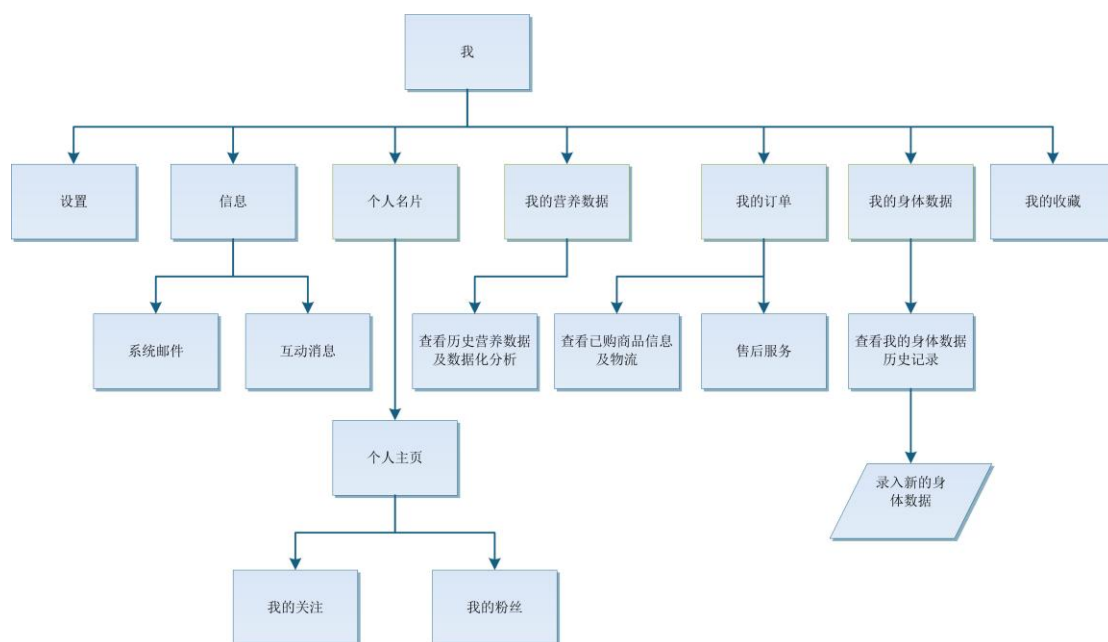 我
设置
信息
个人名片
我的营养数据
我的订单
我的身体数据
我的收藏
系统邮件
互动消息
查看历史营养数据
及数据化分析
查看已购商品信息
及物流
售后服务
查看我的身体数据
历史记录
个人主页
录入新的身
体数据
我的关注
我的粉丝